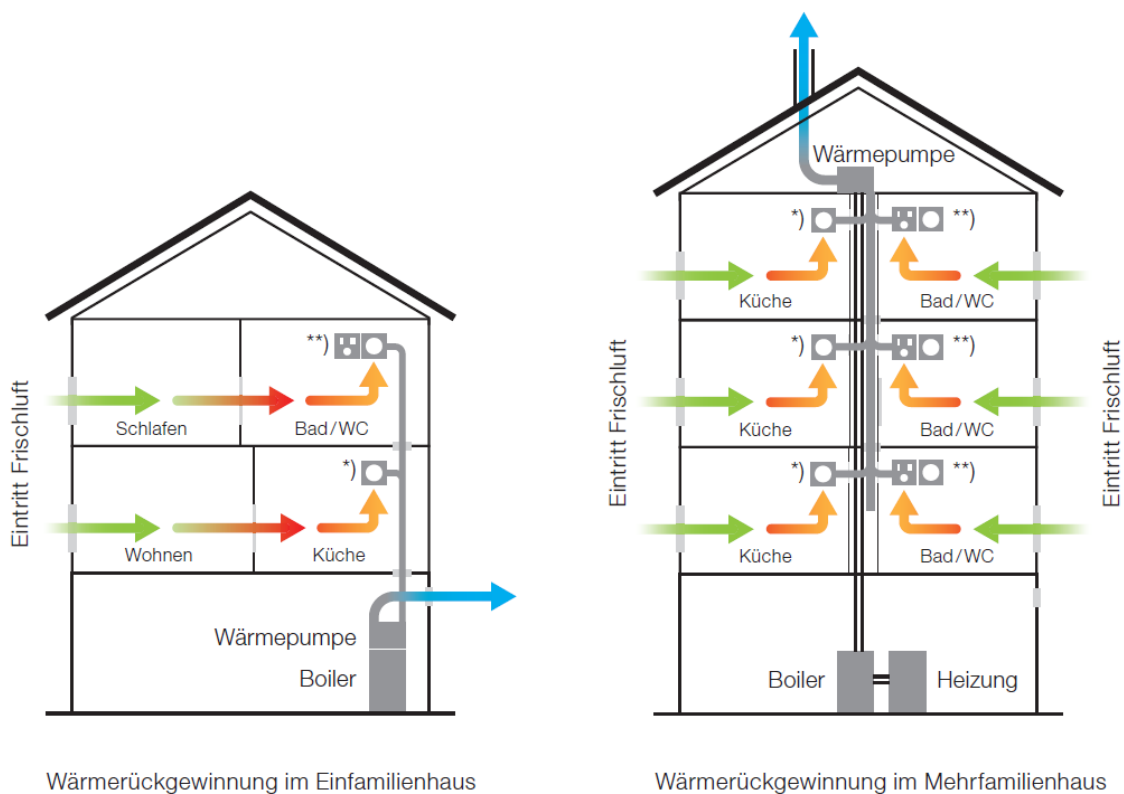 Eintritt Frischluft
**)
Schlafen
Bad/WC
*)
Wohnen
Küche
Wärmepumpe
Boiler
Wärmerückgewinnung im Einfamilienhaus
Wärmepumpe
Eintritt Frischluft
*)
**)
Küche
Bad/WC
*)
**)
Küche
Bad/WC
*)
**)
Küche
Bad/WC
Eintritt Frischluft
Boiler
Heizung
Wärmerückgewinnung im Mehrfamilienhaus